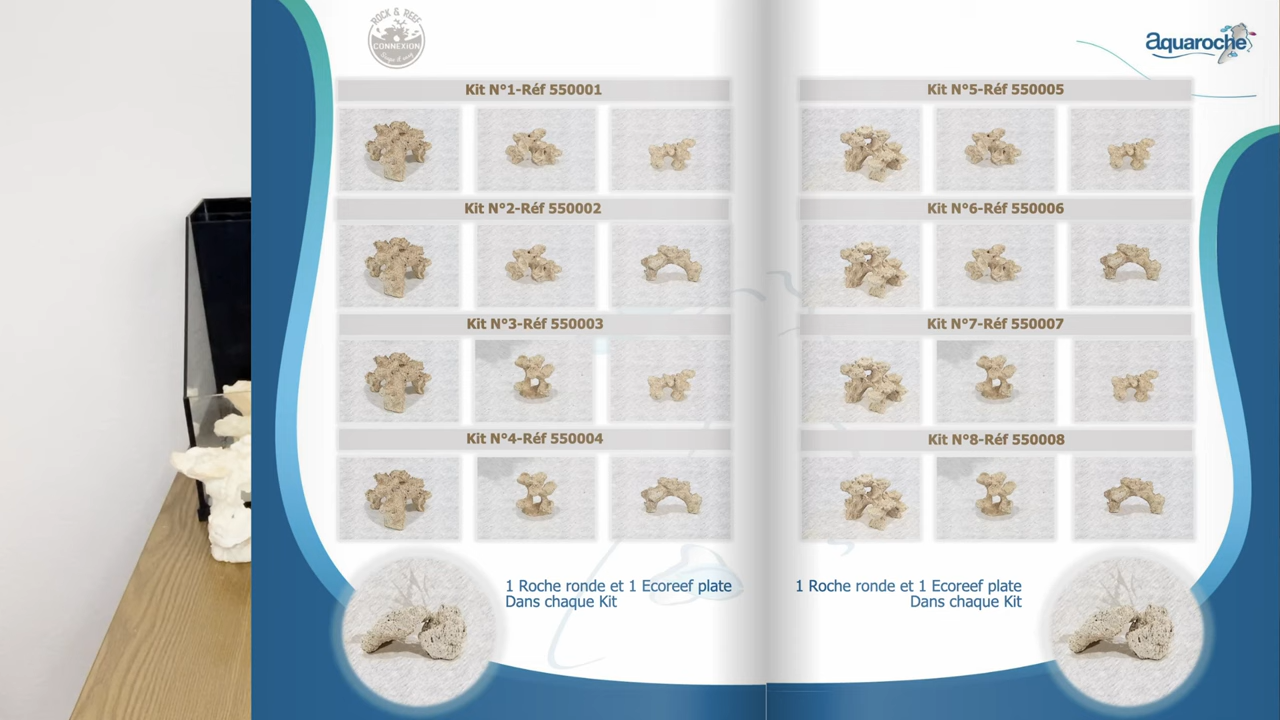 ROCK & REEF
CONNEXION
aquaroche
Kit N°1-Réf 550001
Kit N°2-Réf 550002
Kit N°3-Réf 550003
Kit N°4-Réf 550004
1 Roche ronde et 1 Ecoreef plate
Dans chaque Kit
Kit N°5-Réf 550005
Kit N°6-Réf 550006
Kit N°7-Réf 550007
Kit N°8-Réf 550008
1 Roche ronde et 1 Ecoreef plate
Dans chaque Kit